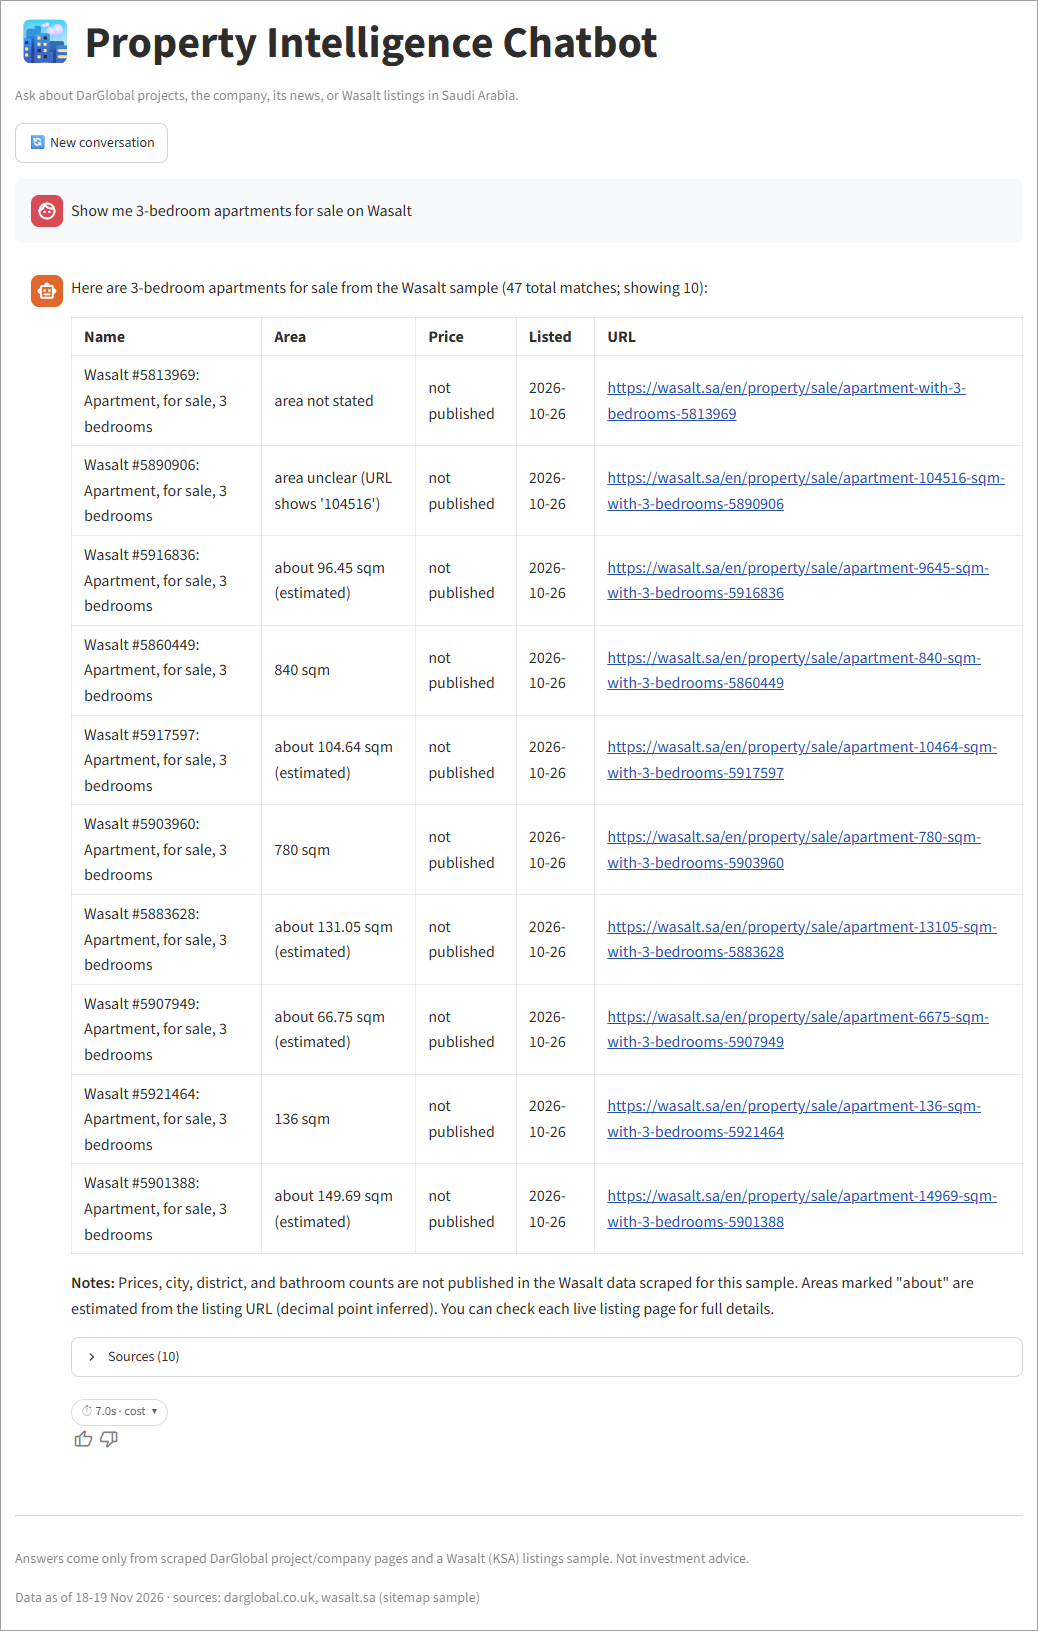 Property Intelligence Chatbot
Ask about DarGlobal projects, the company, its news, or Wasalt listings in Saudi Arabia.
New conversation
Show me 3-bedroom apartments for sale on Wasalt
Here are 3-bedroom apartments for sale from the Wasalt sample (47 total matches; showing 10):
Name Area Price Listed URL
Wasalt #5813969:
Apartment, for sale, 3
bedrooms
area not stated
not
published
2026-
10-26
https://wasalt.sa/en/property/sale/apartment-with-3-
bedrooms-5813969
Wasalt #5890906:
Apartment, for sale, 3
bedrooms
area unclear (URL
shows '104516')
not
published
2026-
10-26
https://wasalt.sa/en/property/sale/apartment-104516-sqm-
with-3-bedrooms-5890906
Wasalt #5916836:
Apartment, for sale, 3
bedrooms
about 96.45 sqm
(estimated)
not
published
2026-
10-26
https://wasalt.sa/en/property/sale/apartment-9645-sqm-
with-3-bedrooms-5916836
Wasalt #5860449:
Apartment, for sale, 3
bedrooms
840 sqm
not
published
2026-
10-26
https://wasalt.sa/en/property/sale/apartment-840-sqm-
with-3-bedrooms-5860449
Wasalt #5917597:
Apartment, for sale, 3
bedrooms
about 104.64 sqm
(estimated)
not
published
2026-
10-26
https://wasalt.sa/en/property/sale/apartment-10464-sqm-
with-3-bedrooms-5917597
Wasalt #5903960:
Apartment, for sale, 3
bedrooms
780 sqm
not
published
2026-
10-26
https://wasalt.sa/en/property/sale/apartment-780-sqm-
with-3-bedrooms-5903960
Wasalt #5883628:
Apartment, for sale, 3
bedrooms
about 131.05 sqm
(estimated)
not
published
2026-
10-26
https://wasalt.sa/en/property/sale/apartment-13105-sqm-
with-3-bedrooms-5883628
Wasalt #5907949:
Apartment, for sale, 3
bedrooms
about 66.75 sqm
(estimated)
not
published
2026-
10-26
https://wasalt.sa/en/property/sale/apartment-6675-sqm-
with-3-bedrooms-5907949
Wasalt #5921464:
Apartment, for sale, 3
bedrooms
136 sqm
not
published
2026-
10-26
https://wasalt.sa/en/property/sale/apartment-136-sqm-
with-3-bedrooms-5921464
Wasalt #5901388:
Apartment, for sale, 3
bedrooms
about 149.69 sqm
(estimated)
not
published
2026-
10-26
https://wasalt.sa/en/property/sale/apartment-14969-sqm-
with-3-bedrooms-5901388
Notes: Prices, city, district, and bathroom counts are not published in the Wasalt data scraped for this sample. Areas marked "about" are
estimated from the listing URL (decimal point inferred). You can check each live listing page for full details.
Sources (10)
7.0s · cost ▾
Answers come only from scraped DarGlobal project/company pages and a Wasalt (KSA) listings sample. Not investment advice.
Data as of 18-19 Nov 2026 · sources: darglobal.co.uk, wasalt.sa (sitemap sample)